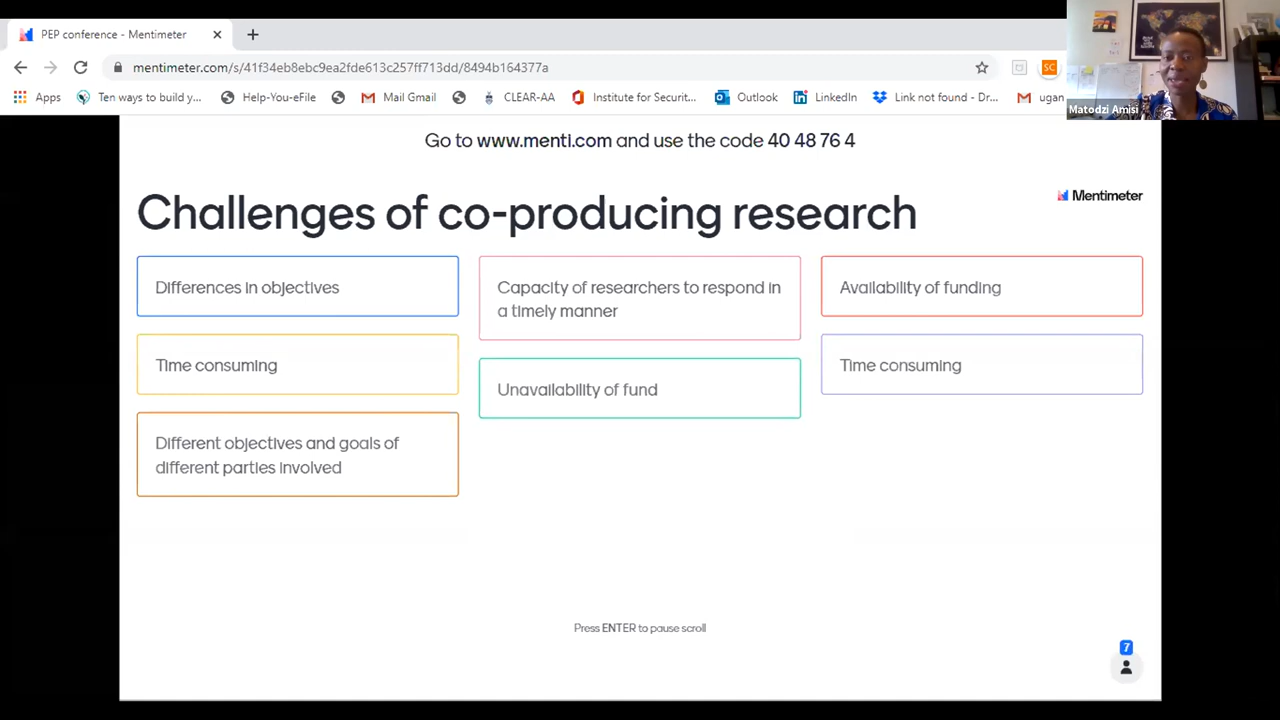 PEP conference - Mentimeter
mentimeter.com/s/41f34eb8ebc9ea2fde613c257ff713dd/8494b164377a
Apps
Ten ways to build y...
Help-You-eFile
Mail Gmail
CLEAR-AA
Institute for Securit...
Outlook
LinkedIn
Link not found - Dr...
ugan
SC
Matodzi Amisi
Go to www.menti.com and use the code 40 48 76 4
Mentimeter
Challenges of co-producing research
Differences in objectives
Capacity of researchers to respond in
a timely manner
Availability of funding
Time consuming
Unavailability of fund
Time consuming
Different objectives and goals of
different parties involved
Press ENTER to pause scroll
7